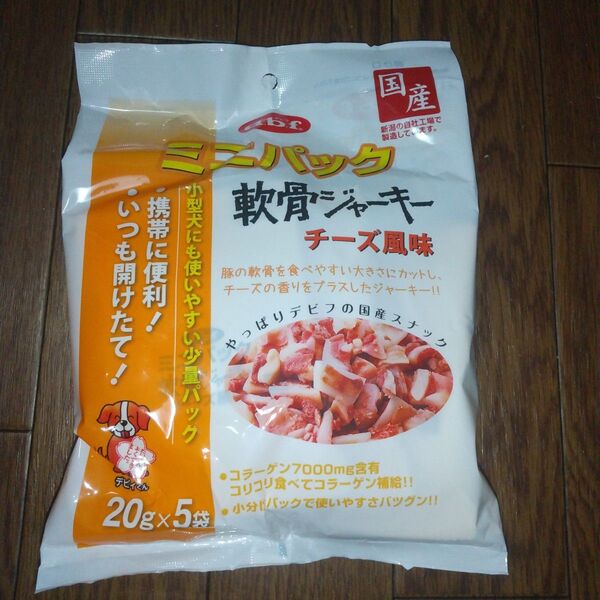 国産
新潟の自社工場で
製造しています。
d.b.f
ミニパック
軟骨ジャーキー
チーズ風味
豚の軟骨を食べやすい大きさにカットし、
チーズの香りをプラスしたジャーキー!!
やっぱりデビフの国産スナック
小型犬にも使いやすい少量パック
・携帯に便利!
・いつも開けたて!
デビィくん
20g×5袋
●コラーゲン7000mg含有
コリコリ食べてコラーゲン補給!!
●小分けパックで使いやすさバツグン!!